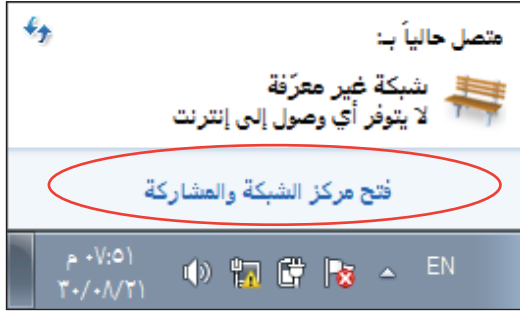 متصل حالياً بـ:
شبكة غير معرّفة
لا يتوفر أي وصول إلى إنترنت
فتح مركز الشبكة والمشاركة
EN
٠٧:٥١ م
٣٠/٠٨/٢١